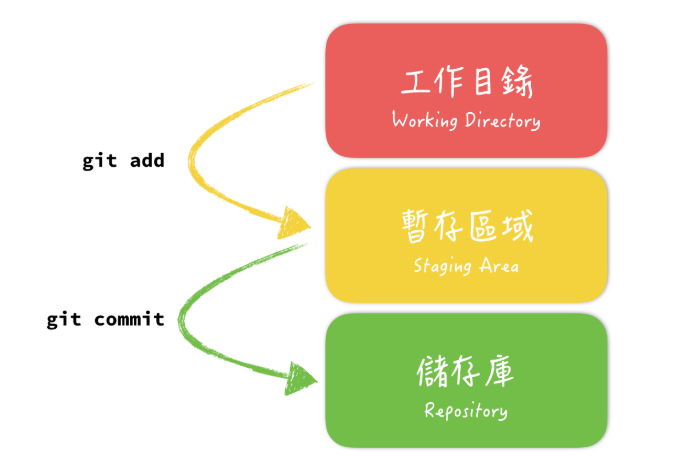 工作目錄
Working Directory
git add
暫存區域
Staging Area
git commit
儲存庫
Repository